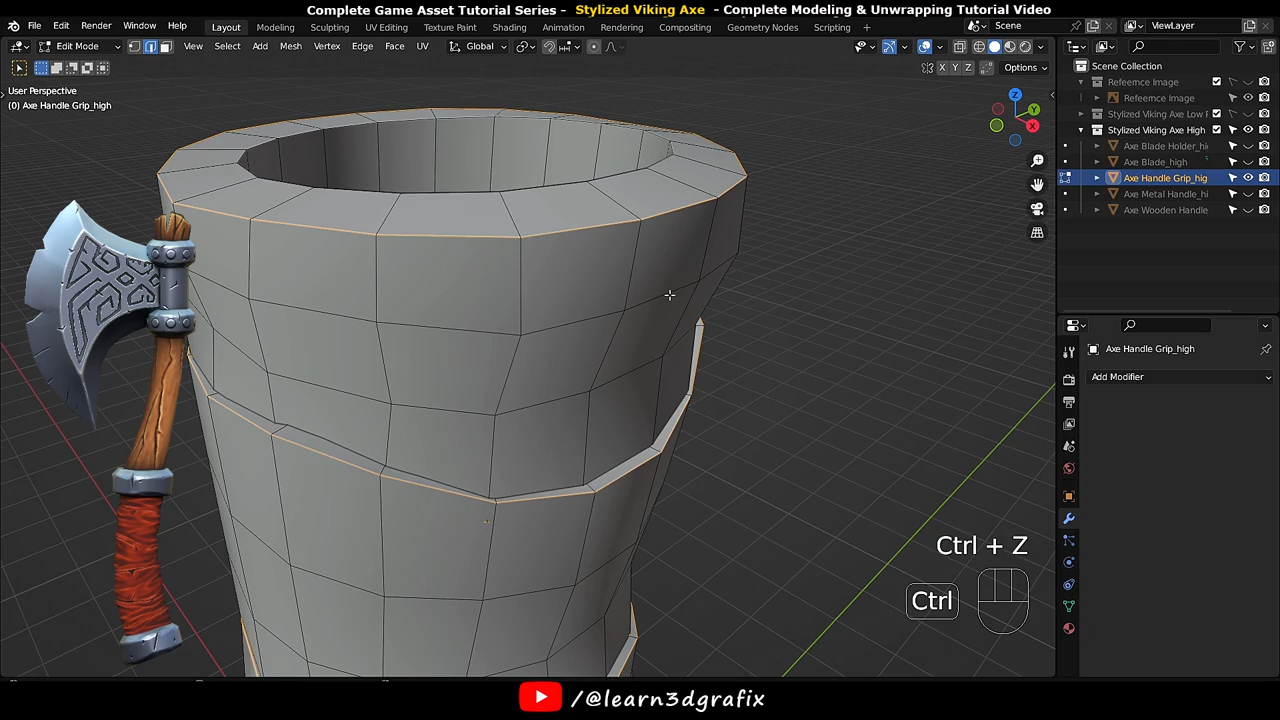 Complete Game Asset Tutorial Series - Stylized Viking Axe - Complete Modeling & Unwrapping Tutorial Video
File Edit Render Window Help Layout Modeling Sculpting UV Editing Texture Paint Shading Animation Rendering Compositing Geometry Nodes Scripting Scene ViewLayer
Edit Mode View Select Add Mesh Vertex Edge Face UV Global
X Y Z Options
User Perspective
(0) Axe Handle Grip_high
Z
Y
X
Scene Collection
Refeernce Image
Refeernce Image
Stylized Viking Axe Low
Stylized Viking Axe High
Axe Blade Holder_hi
Axe Blade_high
Axe Handle Grip_hig
Axe Metal Handle_hi
Axe Wooden Handle
Axe Handle Grip_high
Add Modifier
Ctrl + Z
Ctrl
/@learn3dgrafix